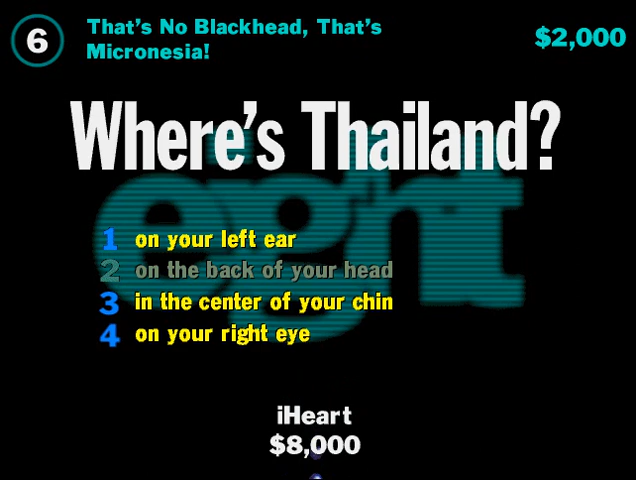 6
That's No Blackhead, That's
Micronesia!
$2,000
Where's Thailand?
eight
1 on your left ear
2 on the back of your head
3 in the center of your chin
4 on your right eye
iHeart
$8,000